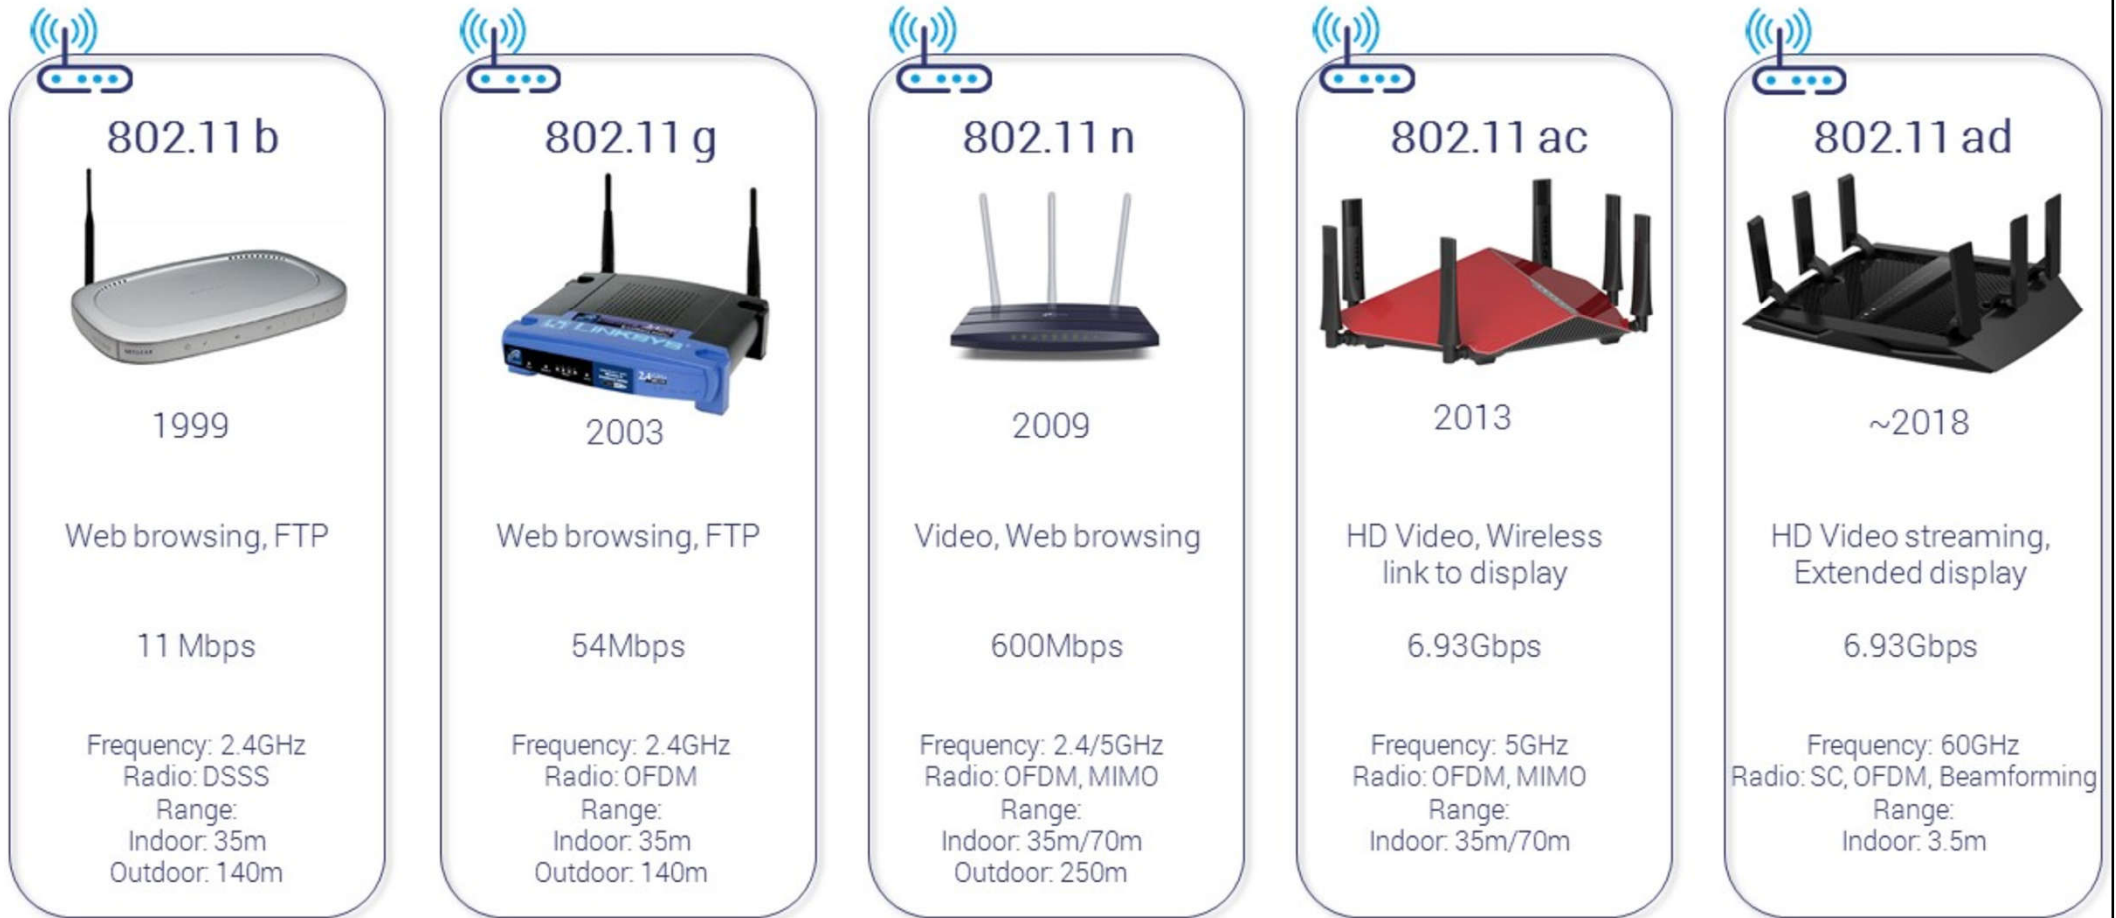 802.11 b
NETGEAR
1999
Web browsing, FTP
11 Mbps
Frequency: 2.4GHz
Radio: DSSS
Range:
Indoor: 35m
Outdoor: 140m
802.11 g
LINKSYS
2.4
2003
Web browsing, FTP
54Mbps
Frequency: 2.4GHz
Radio: OFDM
Range:
Indoor: 35m
Outdoor: 140m
802.11 n
2009
Video, Web browsing
600Mbps
Frequency: 2.4/5GHz
Radio: OFDM, MIMO
Range:
Indoor: 35m/70m
Outdoor: 250m
802.11 ac
2013
HD Video, Wireless
link to display
6.93Gbps
Frequency: 5GHz
Radio: OFDM, MIMO
Range:
Indoor: 35m/70m
802.11 ad
~2018
HD Video streaming,
Extended display
6.93Gbps
Frequency: 60GHz
Radio: SC, OFDM, Beamforming
Range:
Indoor: 3.5m